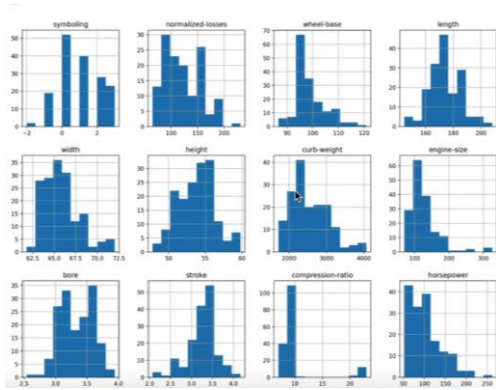 symboling normalized-losses wheel-base length
50 40 30 20 10 0
30 25 20 15 10 5 0
70 60 50 40 30 20 10 0
40 30 20 10 0
-2 0 2
100 150 200
90 100 110 120
160 180 200
width height curb-weight engine-size
35 30 25 20 15 10 5 0
30 25 20 15 10 5 0
40 30 20 10 0
60 50 40 30 20 10 0
62.5 65.0 67.5 70.0 72.5
50 55 60
2000 3000 4000
100 200 300
bore stroke compression-ratio horsepower
35 30 25 20 15 10 5 0
50 40 30 20 10 0
100 80 60 40 20 0
40 30 20 10 0
2.5 3.0 3.5 4.0
2.0 2.5 3.0 3.5 4.0
10 20
50 100 150 200 250